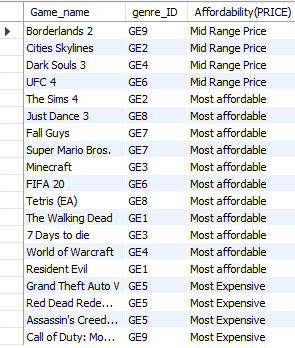 Game_name genre_ID Affordability(PRICE)
Borderlands 2 GE9 Mid Range Price
Cities Skylines GE2 Mid Range Price
Dark Souls 3 GE4 Mid Range Price
UFC 4 GE6 Mid Range Price
The Sims 4 GE2 Most affordable
Just Dance 3 GE8 Most affordable
Fall Guys GE7 Most affordable
Super Mario Bros. GE7 Most affordable
Minecraft GE3 Most affordable
FIFA 20 GE6 Most affordable
Tetris (EA) GE8 Most affordable
The Walking Dead GE1 Most affordable
7 Days to die GE3 Most affordable
World of Warcraft GE4 Most affordable
Resident Evil GE1 Most affordable
Grand Theft Auto V GE5 Most Expensive
Red Dead Rede... GE5 Most Expensive
Assassin's Creed... GE5 Most Expensive
Call of Duty: Mo... GE9 Most Expensive